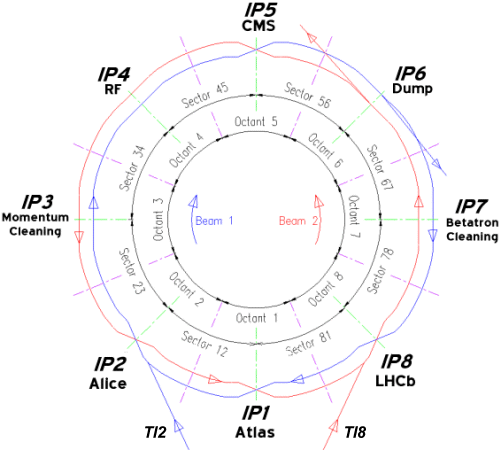 IP5
CMS
IP4
RF
IP6
Dump
Sector 45
Sector 56
Octant 5
Octant 4
Octant 6
Sector 34
Sector 67
IP3
Momentum
Cleaning
Octant 3
Beam 1
Beam 2
Octant 7
IP7
Betatron
Cleaning
Sector 23
Sector 78
Octant 2
Octant 8
Octant 1
Sector 12
Sector 81
IP2
Alice
IP8
LHCb
IP1
Atlas
TI2
TI8